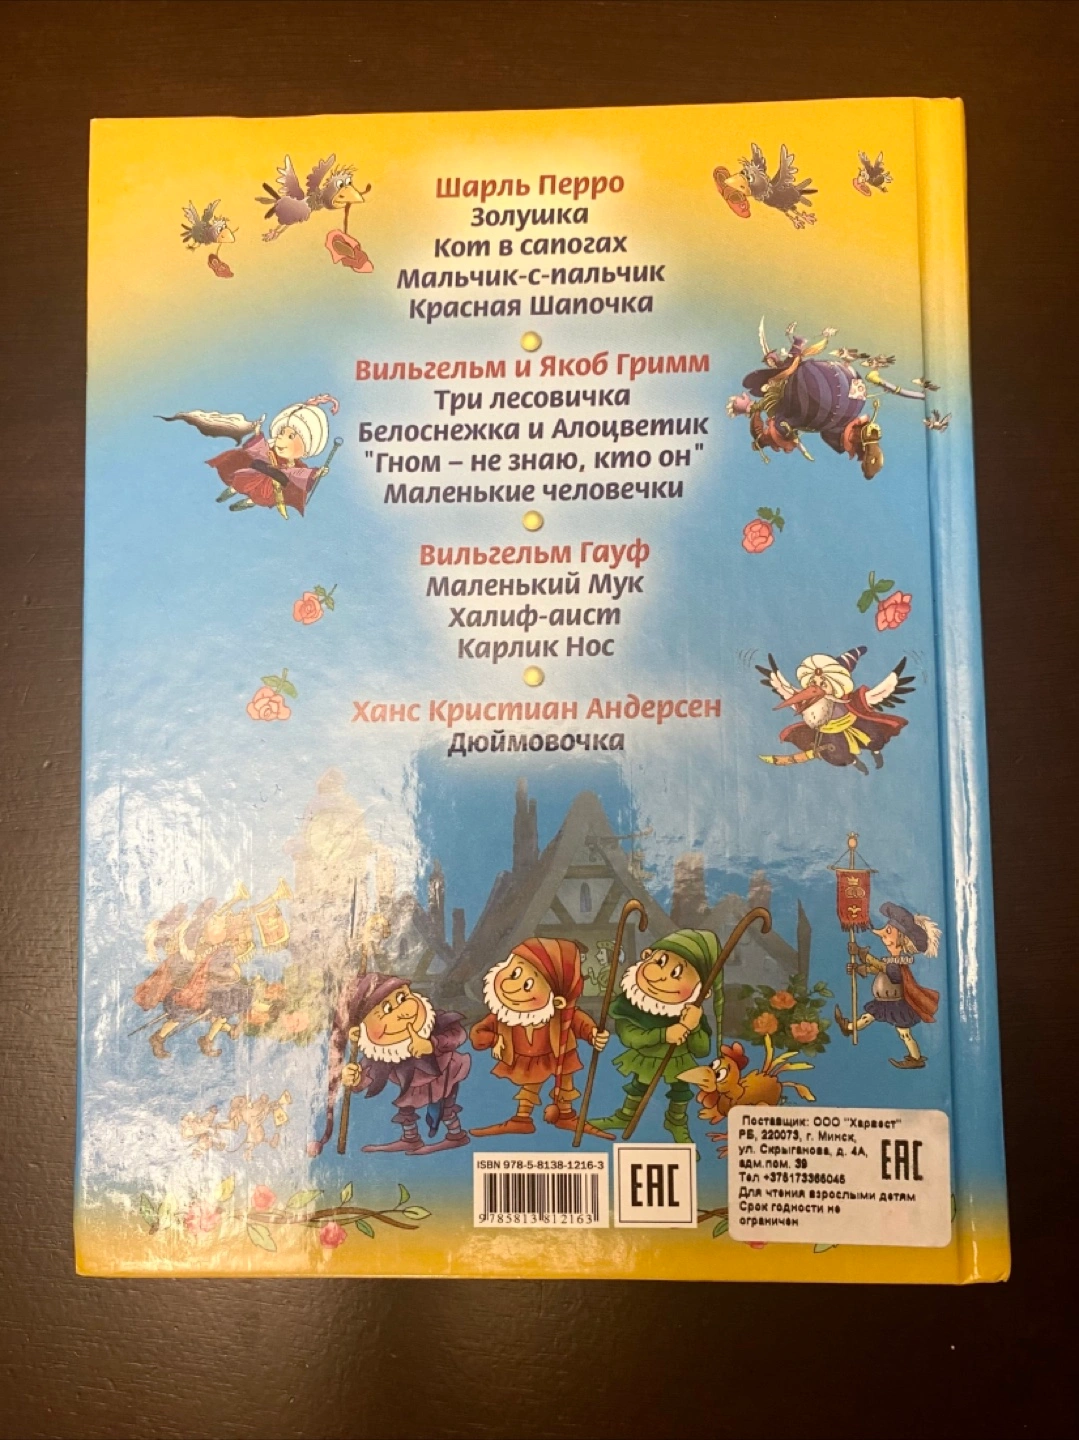 Шарль Перро
Золушка
Кот в сапогах
Мальчик-с-пальчик
Красная Шапочка
Вильгельм и Якоб Гримм
Три лесовичка
Белоснежка и Алоцветик
"Гном – не знаю, кто он"
Маленькие человечки
Вильгельм Гауф
Маленький Мук
Халиф-аист
Карлик Нос
Ханс Кристиан Андерсен
Дюймовочка
ISBN 978-5-8138-1216-3
9785813812163
EAC
Поставщик: ООО "Харвест"
РБ, 220073, г. Минск,
ул. Скрыганова, д. 4А,
адм.пом. 39
Тел +375173366046
Для чтения взрослыми детям
Срок годности не
ограничен
EAC